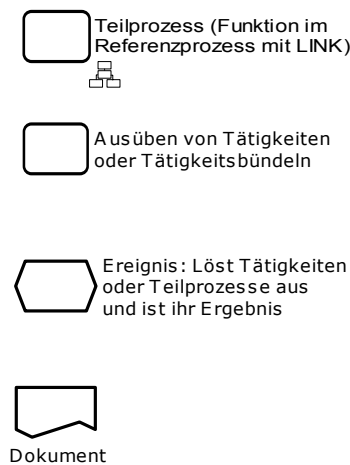 Teilprozess (Funktion im
Referenzprozess mit LINK)
Ausüben von Tätigkeiten
oder Tätigkeitsbündeln
Ereignis: Löst Tätigkeiten
oder Teilprozesse aus
und ist ihr Ergebnis
Dokument